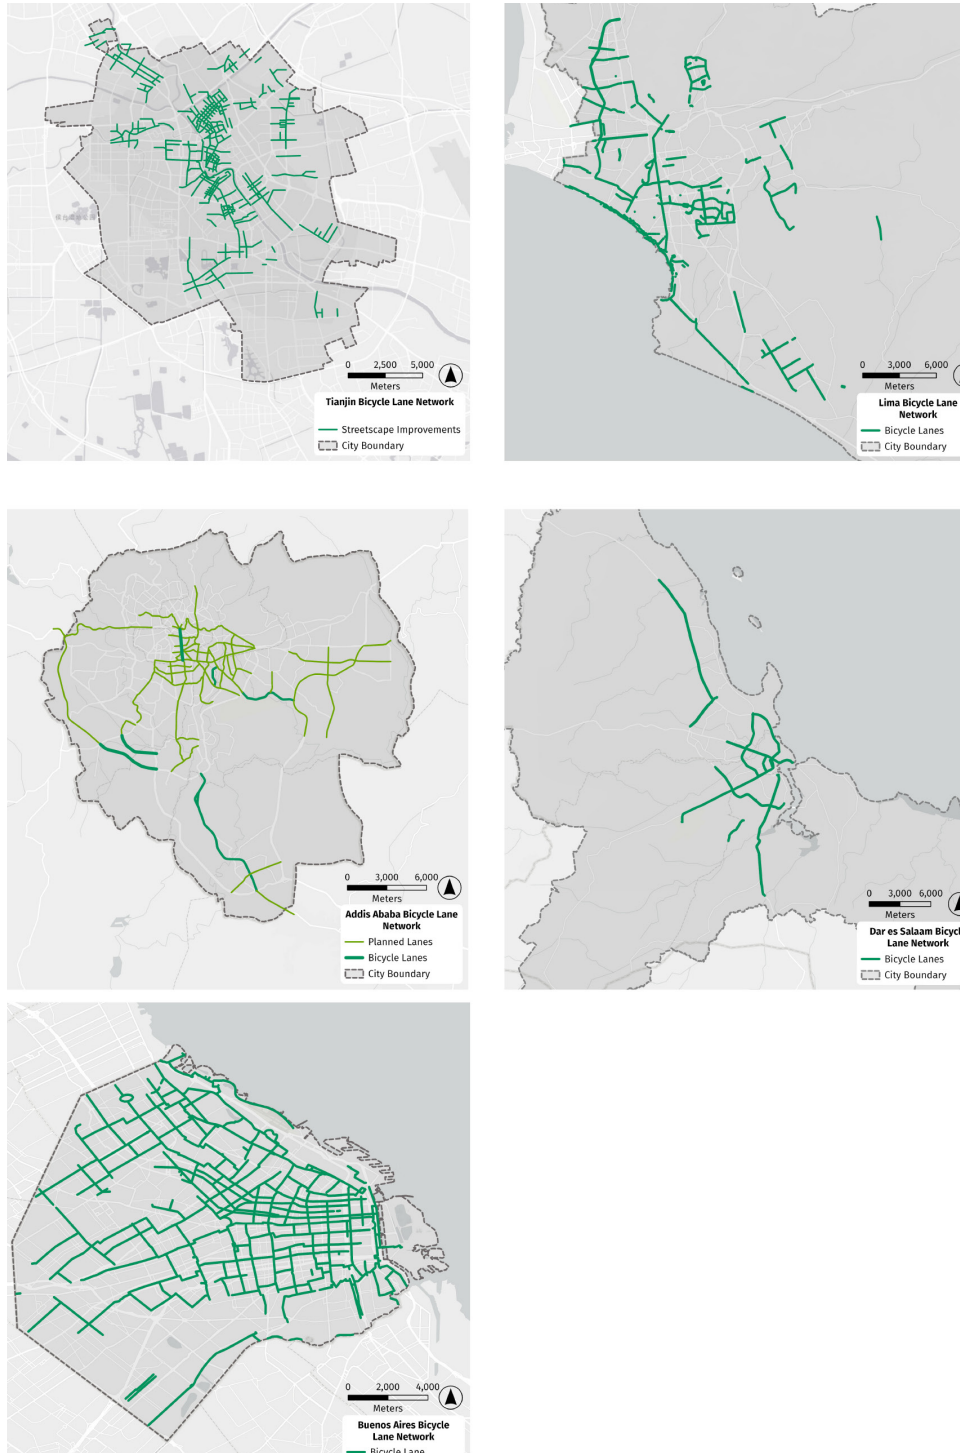 0 2,500 5,000
Meters
Tianjin Bicycle Lane Network
Streetscape Improvements
City Boundary
0 3,000 6,000
Meters
Lima Bicycle Lane
Network
Bicycle Lanes
City Boundary
0 3,000 6,000
Meters
Addis Ababa Bicycle Lane
Network
Planned Lanes
Bicycle Lanes
City Boundary
0 3,000 6,000
Meters
Dar es Salaam Bicycl
Lane Network
Bicycle Lanes
City Boundary
0 2,000 4,000
Meters
Buenos Aires Bicycle
Lane Network
Bicycle Lane